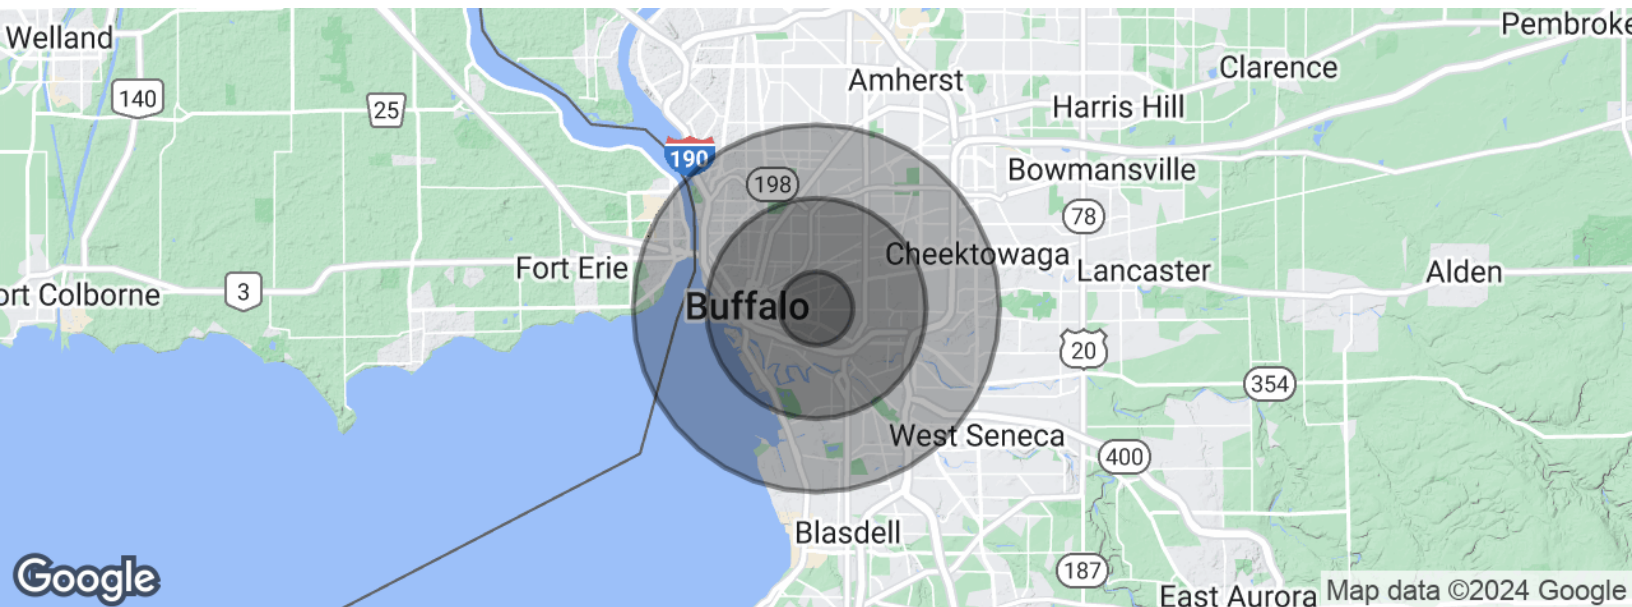 Welland
Pembroke
Amherst
Clarence
140
25
Harris Hill
190
Bowmansville
198
78
Cheektowaga
Fort Erie
Lancaster
Alden
ort Colborne
3
Buffalo
20
354
West Seneca
400
Blasdell
187
Google
East Aurora
Map data ©2024 Google